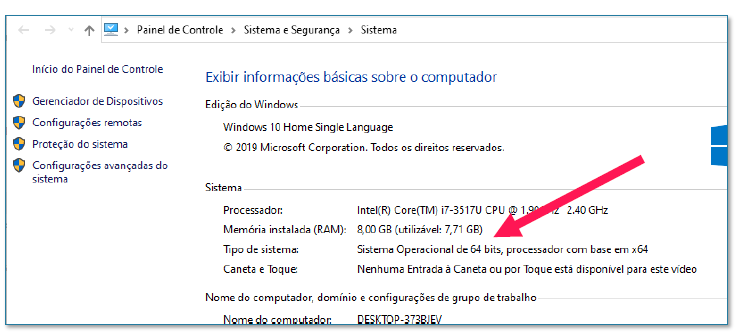 Painel de Controle > Sistema e Segurança > Sistema
Início do Painel de Controle
Gerenciador de Dispositivos
Configurações remotas
Proteção do sistema
Configurações avançadas do
sistema
Exibir informações básicas sobre o computador
Edição do Windows
Windows 10 Home Single Language
© 2019 Microsoft Corporation. Todos os direitos reservados.
Sistema
Processador: Intel(R) Core(TM) i7-3517U CPU @ 2.40 GHz
Memória instalada (RAM): 8,00 GB (utilizável: 7,71 GB)
Tipo de sistema: Sistema Operacional de 64 bits, processador com base em x64
Caneta e Toque: Nenhuma Entrada à Caneta ou por Toque está disponível para este vídeo
Nome do computador, domínio e configurações de grupo de trabalho
Nome do computador: DESKTOP-373BJEV